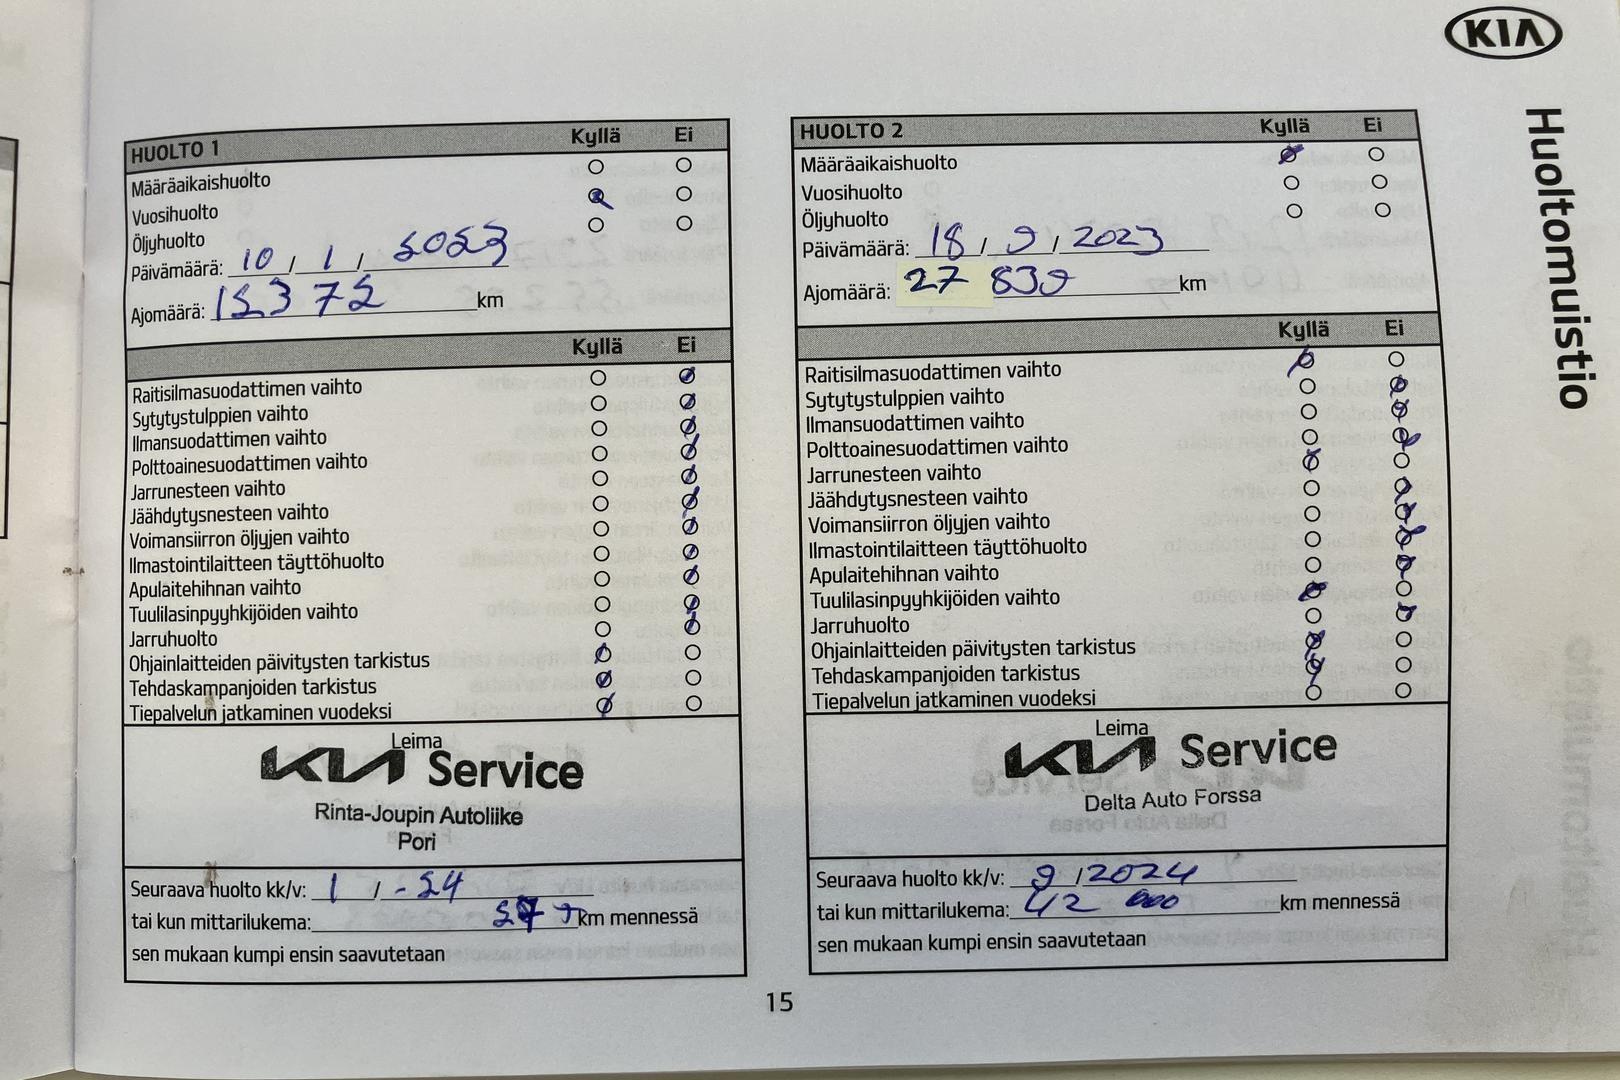 KIA
Huoltomuistio
HUOLTO 1 Kyllä Ei
Määräaikaishuolto
Vuosihuolto
Öljyhuolto
Päivämäärä: 10 / 1 / 2023
Ajomäärä: 12372 km
Kyllä Ei
Raitisilmasuodattimen vaihto
Sytytystulppien vaihto
Ilmansuodattimen vaihto
Polttoainesuodattimen vaihto
Jarrunesteen vaihto
Jäähdytysnesteen vaihto
Voimansiirron öljyjen vaihto
Ilmastointilaitteen täyttöhuolto
Apulaitehihnan vaihto
Tuulilasinpyyhkijöiden vaihto
Jarruhuolto
Ohjainlaitteiden päivitysten tarkistus
Tehdaskampanjoiden tarkistus
Tiepalvelun jatkaminen vuodeksi
Leima
KIA Service
Rinta-Joupin Autoliike
Pori
Seuraava huolto kk/v: 1 / -24
tai kun mittarilukema: km mennessä
sen mukaan kumpi ensin saavutetaan
HUOLTO 2 Kyllä Ei
Määräaikaishuolto
Vuosihuolto
Öljyhuolto
Päivämäärä: 18 / 9 / 2023
Ajomäärä: 27 839 km
Kyllä Ei
Raitisilmasuodattimen vaihto
Sytytystulppien vaihto
Ilmansuodattimen vaihto
Polttoainesuodattimen vaihto
Jarrunesteen vaihto
Jäähdytysnesteen vaihto
Voimansiirron öljyjen vaihto
Ilmastointilaitteen täyttöhuolto
Apulaitehihnan vaihto
Tuulilasinpyyhkijöiden vaihto
Jarruhuolto
Ohjainlaitteiden päivitysten tarkistus
Tehdaskampanjoiden tarkistus
Tiepalvelun jatkaminen vuodeksi
Leima
KIA Service
Delta Auto Forssa
Seuraava huolto kk/v: 9 / 2024
tai kun mittarilukema: 42 000 km mennessä
sen mukaan kumpi ensin saavutetaan
15